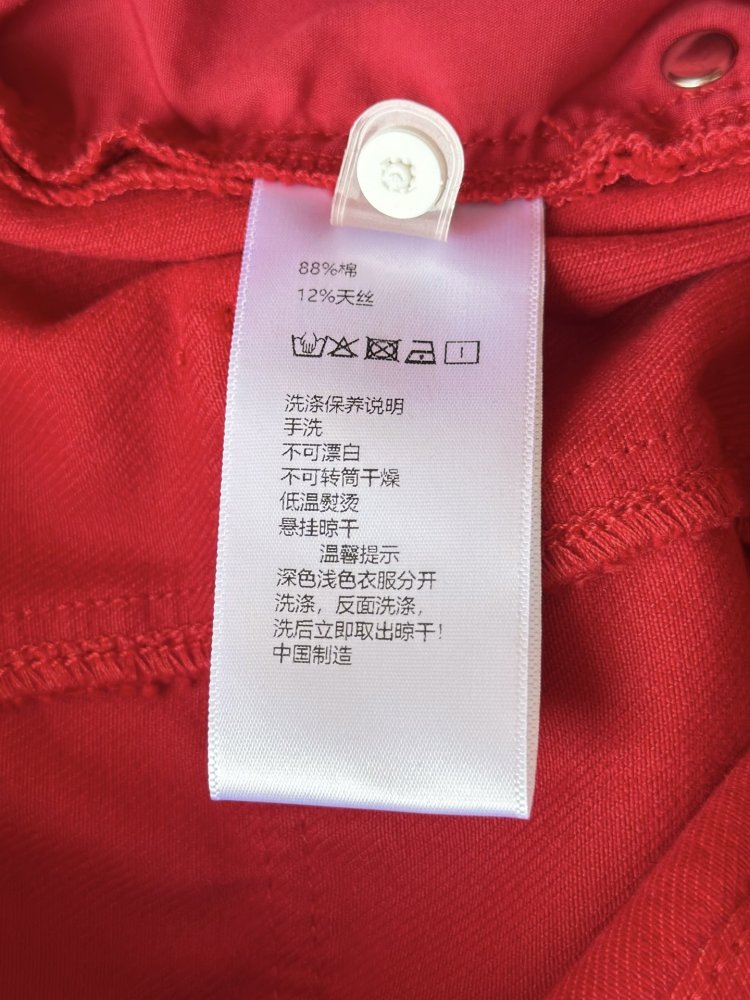 88%棉
12%天丝
洗涤保养说明
手洗
不可漂白
不可转筒干燥
低温熨烫
悬挂晾干
温馨提示
深色浅色衣服分开
洗涤，反面洗涤，
洗后立即取出晾干！
中国制造